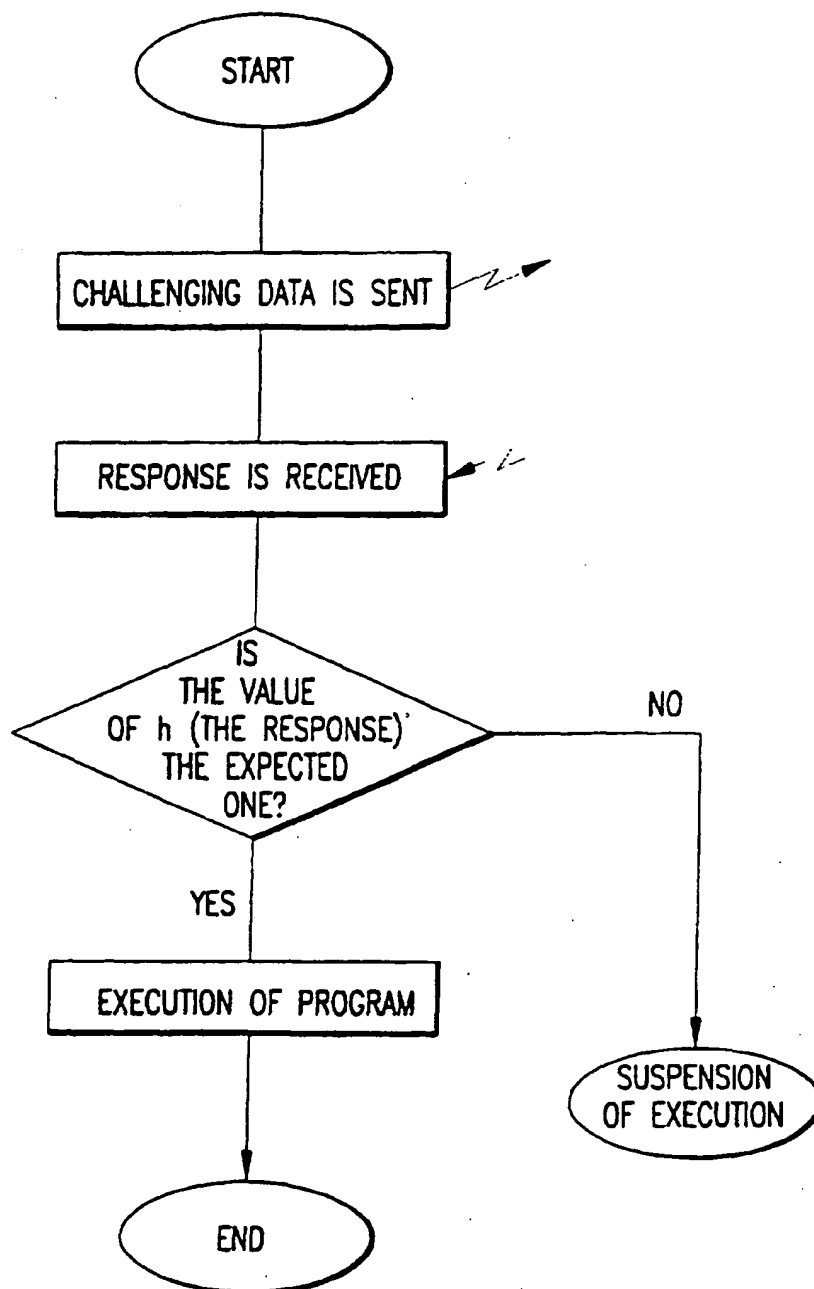 START
CHALLENGING DATA IS SENT
RESPONSE IS RECEIVED
IS
THE VALUE
OF h (THE RESPONSE)
THE EXPECTED
ONE?
NO
YES
EXECUTION OF PROGRAM
SUSPENSION
OF EXECUTION
END